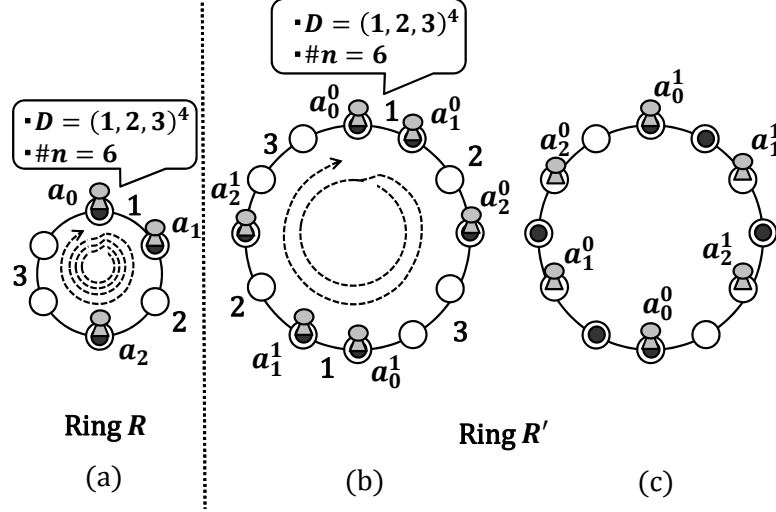 ▪ D = (1, 2, 3)⁴
▪ #n = 6
a₀
1
a₁
3
2
a₂
Ring R
(a)
▪ D = (1, 2, 3)⁴
▪ #n = 6
a₀⁰
1
a₁⁰
3
2
a₂¹
a₂⁰
2
3
a₁¹
1
a₀¹
(b)
a₀¹
a₂⁰
a₁¹
a₁⁰
a₂¹
a₀⁰
Ring R′
(c)